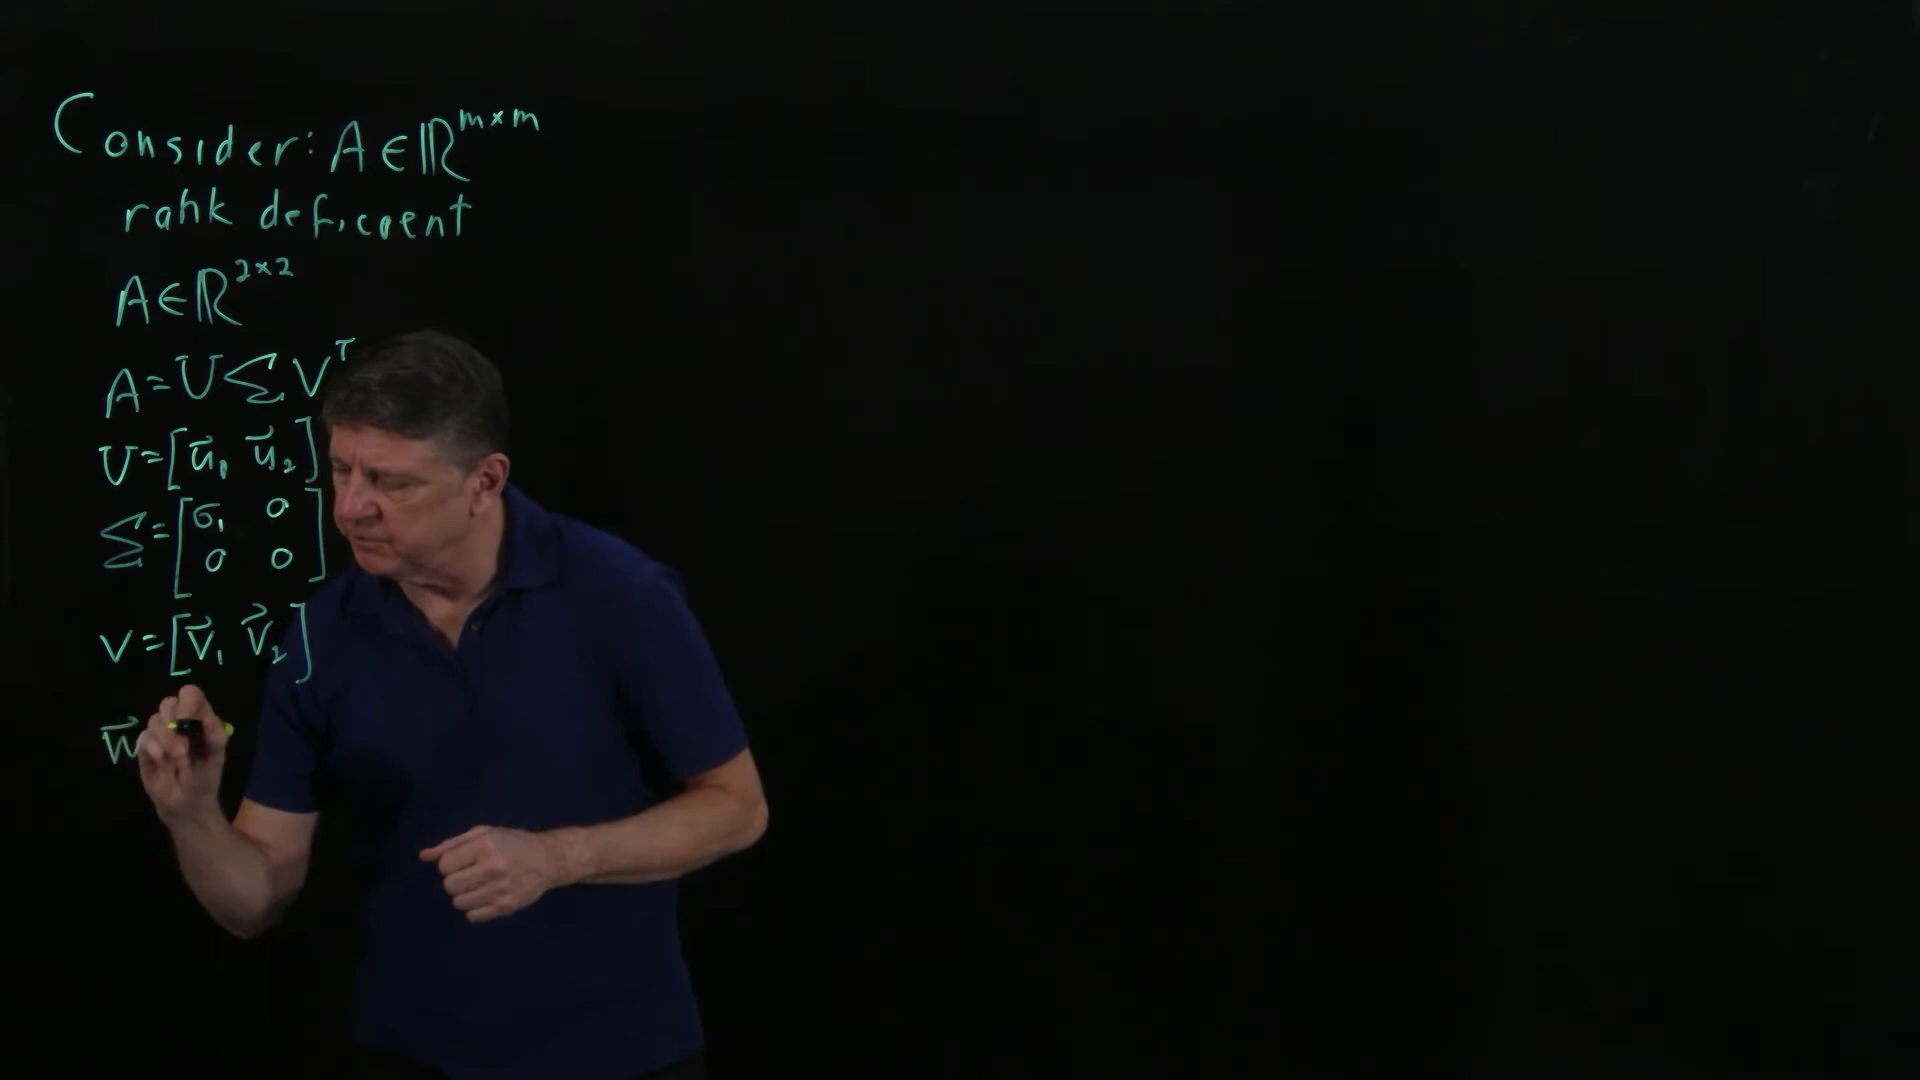 Consider: A∈ℝ^{m×m}
rank deficient
A∈ℝ^{2×2}
A=UΣV^T
U=[u⃗₁ u⃗₂]
Σ=[σ₁ 0
0 0]
V=[v⃗₁ v⃗₂]
w⃗